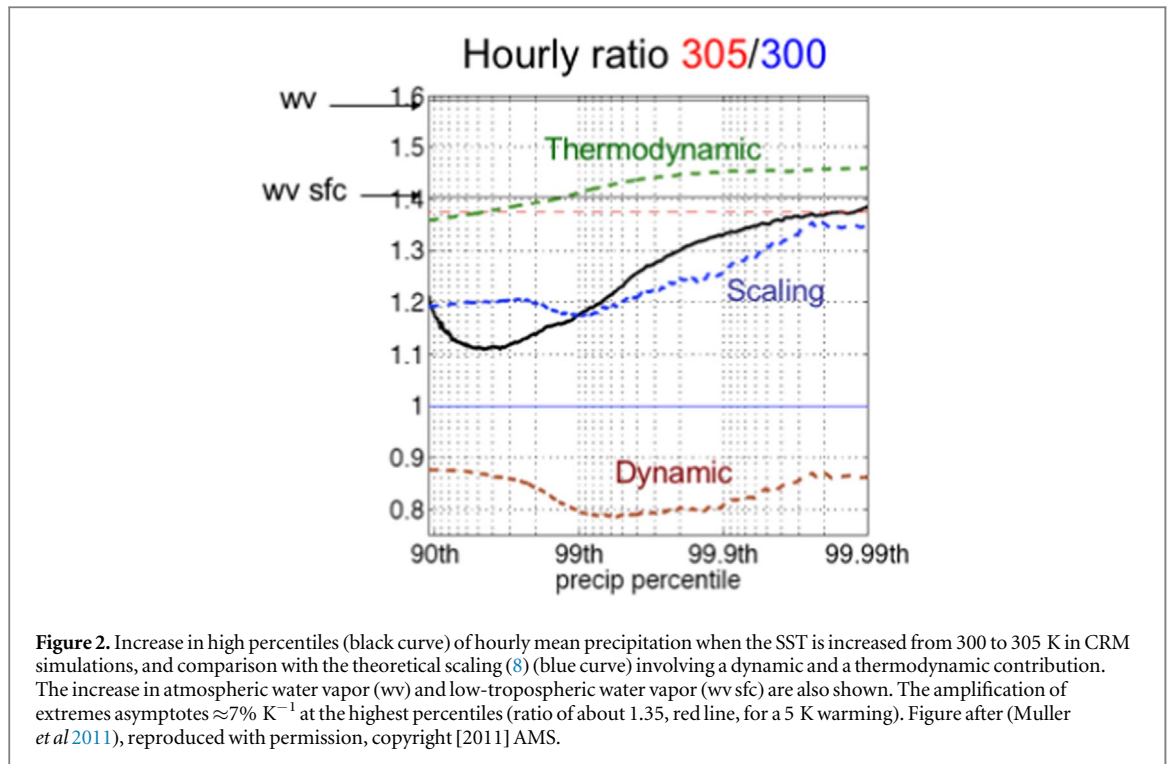 Hourly ratio 305/300
wv
1.6
1.5
Thermodynamic
wv sfc
1.4
1.3
Scaling
1.2
1.1
1
0.9
Dynamic
0.8
90th 99th 99.9th 99.99th
precip percentile
Figure 2. Increase in high percentiles (black curve) of hourly mean precipitation when the SST is increased from 300 to 305 K in CRM
simulations, and comparison with the theoretical scaling (8) (blue curve) involving a dynamic and a thermodynamic contribution.
The increase in atmospheric water vapor (wv) and low-tropospheric water vapor (wv sfc) are also shown. The amplification of
extremes asymptotes ≈7% K⁻¹ at the highest percentiles (ratio of about 1.35, red line, for a 5 K warming). Figure after (Muller
et al 2011), reproduced with permission, copyright [2011] AMS.